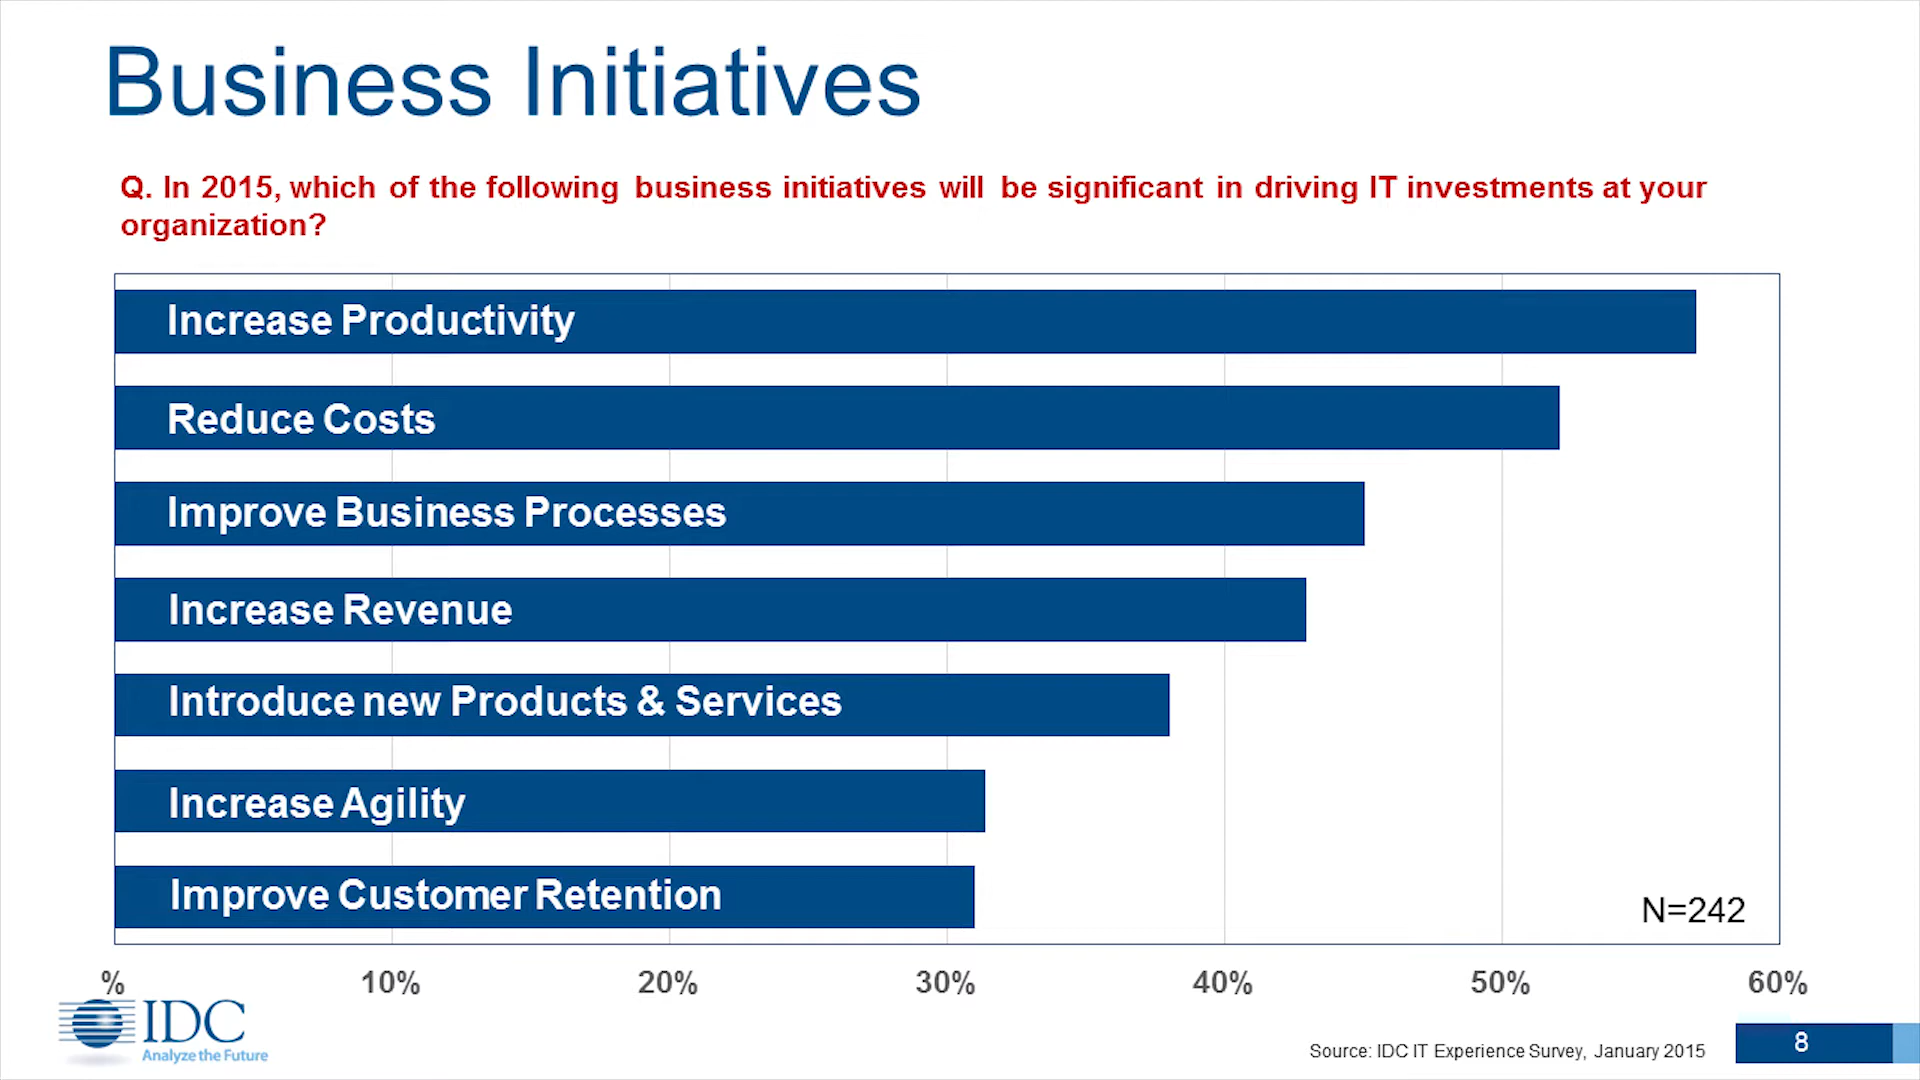 Business Initiatives
Q. In 2015, which of the following business initiatives will be significant in driving IT investments at your
organization?
Increase Productivity
Reduce Costs
Improve Business Processes
Increase Revenue
Introduce new Products & Services
Increase Agility
Improve Customer Retention
N=242
% 10% 20% 30% 40% 50% 60%
IDC
Analyze the Future
Source: IDC IT Experience Survey, January 2015
8